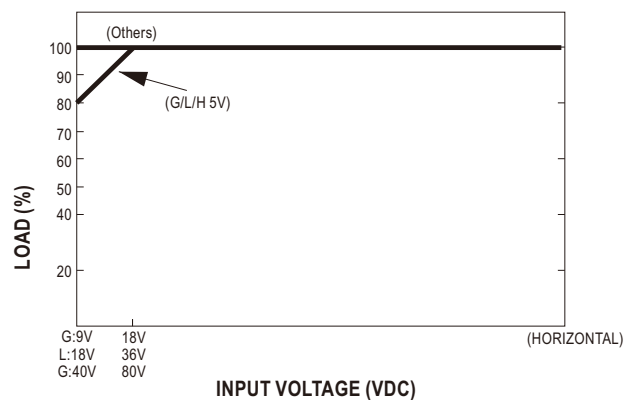 (Others)
100
90
(G/L/H 5V)
80
70
60
50
40
20
LOAD (%)
G:9V 18V (HORIZONTAL)
L:18V 36V
G:40V 80V
INPUT VOLTAGE (VDC)